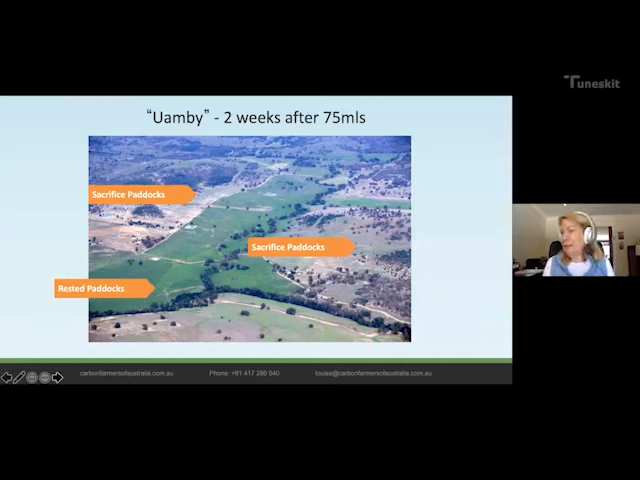 Tuneskit
“Uamby” - 2 weeks after 75mls
Sacrifice Paddocks
Sacrifice Paddocks
Rested Paddocks
carbonfarmersofaustralia.com.au Phone: +61 417 280 540 louisa@carbonfarmersofaustralia.com.au